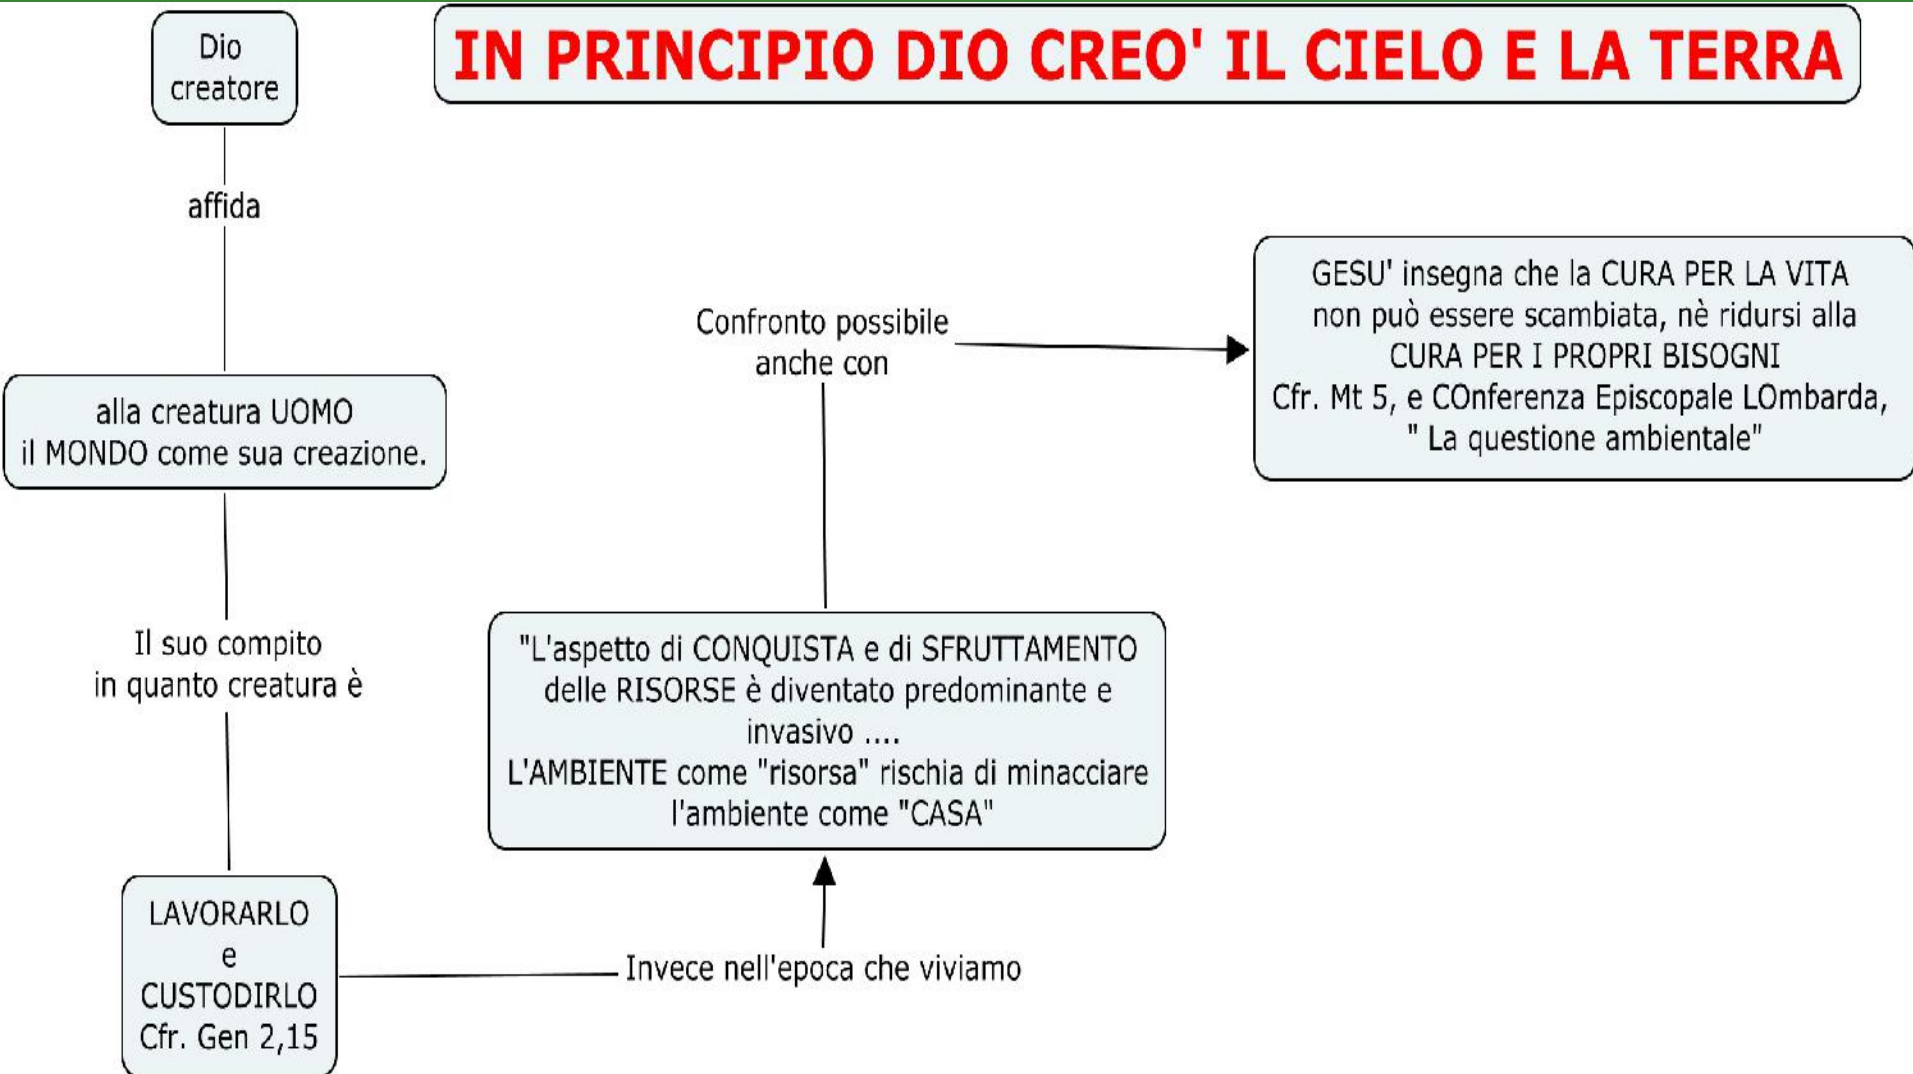 IN PRINCIPIO DIO CREO' IL CIELO E LA TERRA
Dio
creatore
affida
alla creatura UOMO
il MONDO come sua creazione.
Il suo compito
in quanto creatura è
LAVORARLO
e
CUSTODIRLO
Cfr. Gen 2,15
Invece nell'epoca che viviamo
"L'aspetto di CONQUISTA e di SFRUTTAMENTO
delle RISORSE è diventato predominante e
invasivo ....
L'AMBIENTE come "risorsa" rischia di minacciare
l'ambiente come "CASA"
Confronto possibile
anche con
GESU' insegna che la CURA PER LA VITA
non può essere scambiata, nè ridursi alla
CURA PER I PROPRI BISOGNI
Cfr. Mt 5, e COnferenza Episcopale LOmbarda,
" La questione ambientale"